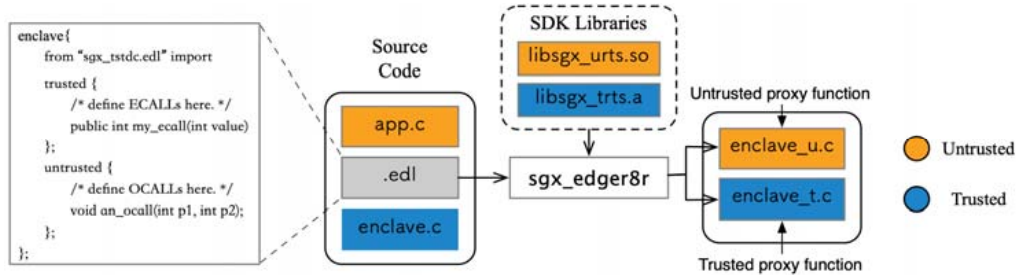 enclave{
from “sgx_tstdc.edl” import
trusted {
/* define ECALLs here. */
public int my_ecall(int value)
};
untrusted {
/* define OCALLs here. */
void an_ocall(int p1, int p2);
};
};
Source
Code
app.c
.edl
enclave.c
SDK Libraries
libsgx_urts.so
libsgx_trts.a
sgx_edger8r
Untrusted proxy function
enclave_u.c
enclave_t.c
Trusted proxy function
Untrusted
Trusted